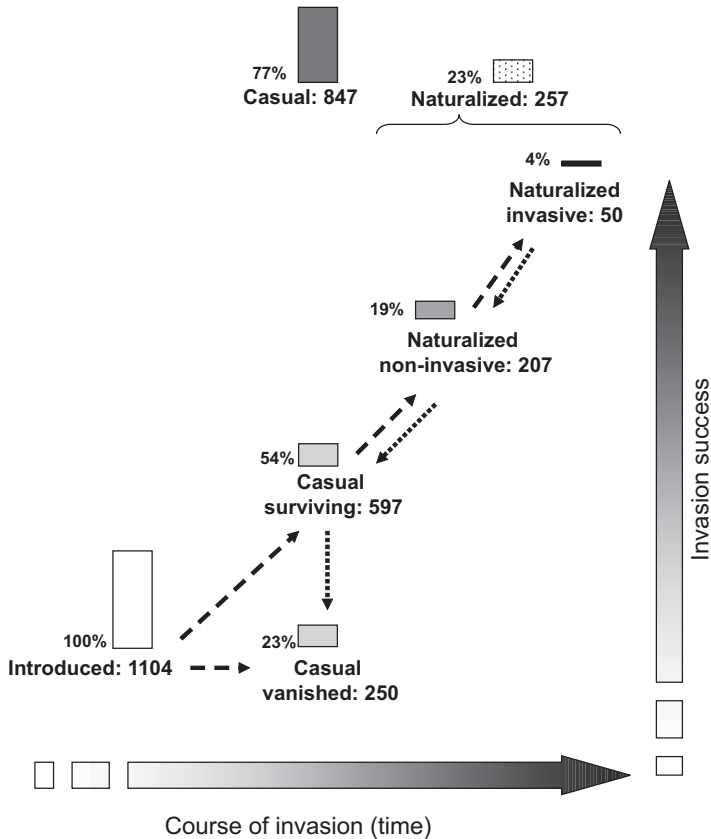 77%
Casual: 847
23%
Naturalized: 257
4%
Naturalized
invasive: 50
19%
Naturalized
non-invasive: 207
54%
Casual
surviving: 597
100%
Introduced: 1104
23%
Casual
vanished: 250
Invasion success
Course of invasion (time)